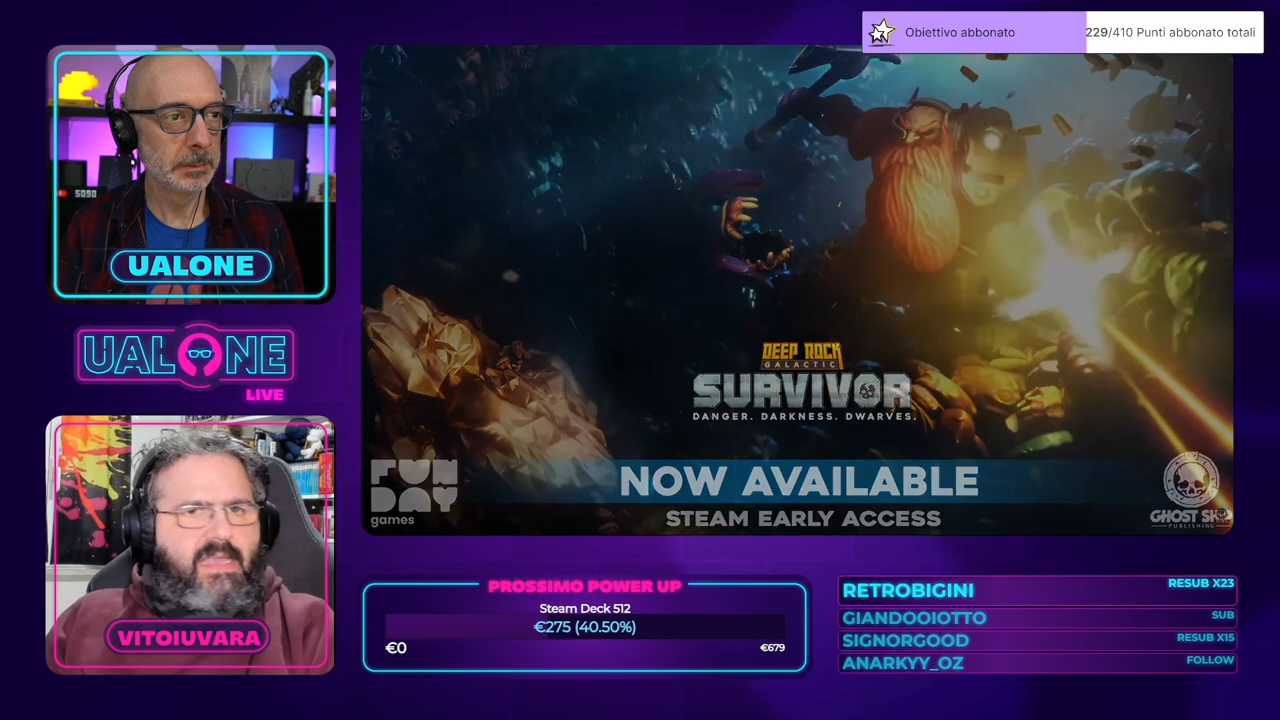 Obiettivo abbonato
229/410 Punti abbonato totali
5090
UALONE
UALONE
LIVE
VITOIUVARA
DEEP ROCK
GALACTIC
SURVIVOR
DANGER. DARKNESS. DWARVES.
NOW AVAILABLE
STEAM EARLY ACCESS
FUN
DAY
games
GHOST SHIP
PUBLISHING
PROSSIMO POWER UP
Steam Deck 512
€275 (40.50%)
€0
€679
RETROBIGINI
RESUB X23
GIANDOOIOTTO
SUB
SIGNORGOOD
RESUB X15
ANARKYY_OZ
FOLLOW